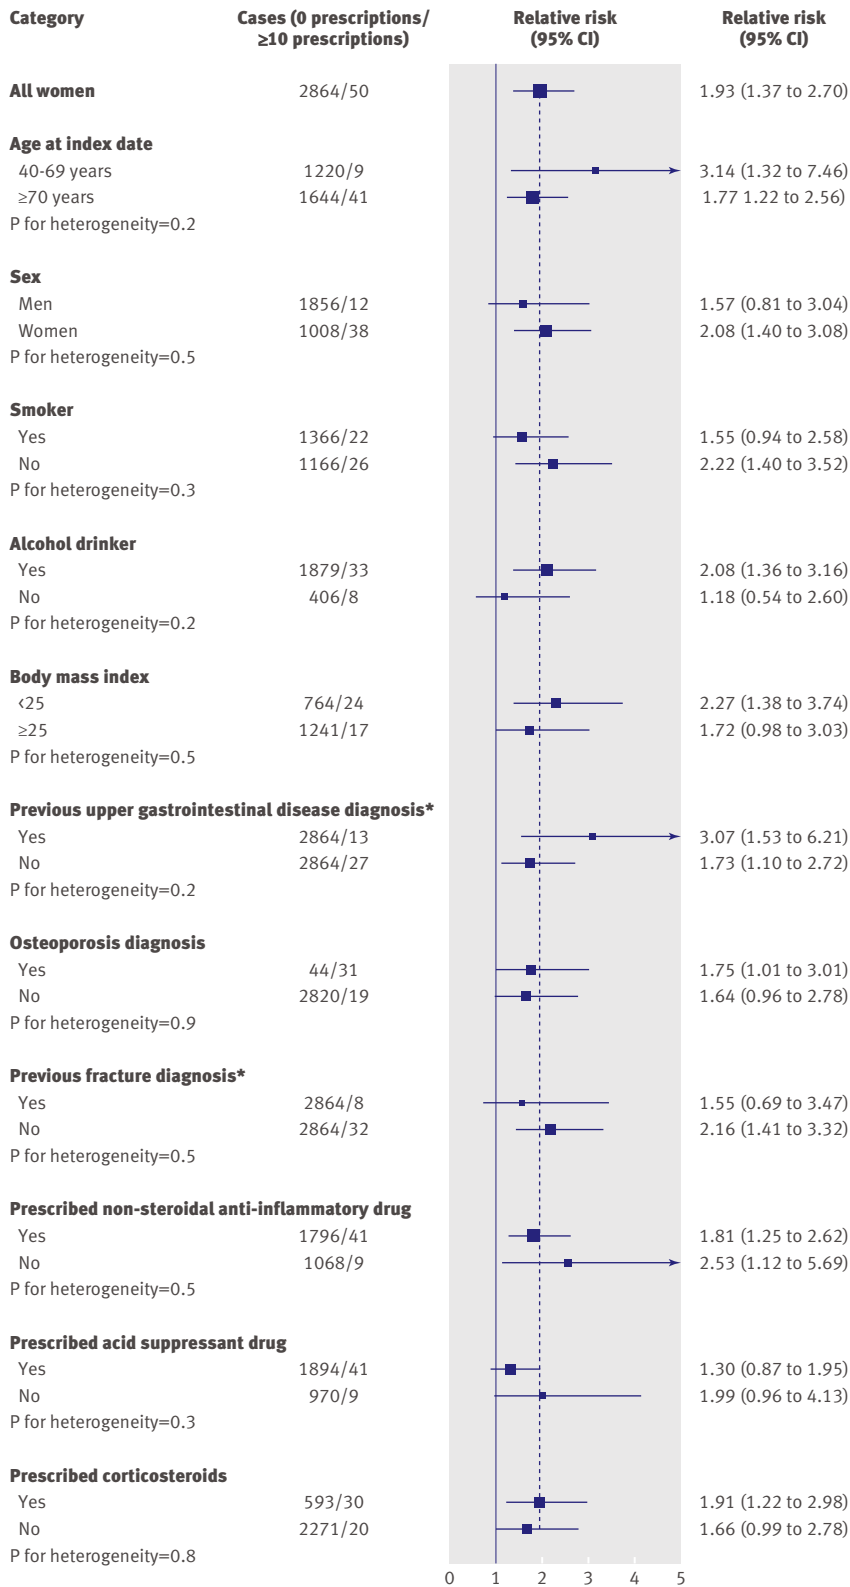 Category Cases (0 prescriptions/ Relative risk Relative risk
≥10 prescriptions) (95% CI) (95% CI)
All women 2864/50 1.93 (1.37 to 2.70)
Age at index date
40-69 years 1220/9 3.14 (1.32 to 7.46)
≥70 years 1644/41 1.77 1.22 to 2.56)
P for heterogeneity=0.2
Sex
Men 1856/12 1.57 (0.81 to 3.04)
Women 1008/38 2.08 (1.40 to 3.08)
P for heterogeneity=0.5
Smoker
Yes 1366/22 1.55 (0.94 to 2.58)
No 1166/26 2.22 (1.40 to 3.52)
P for heterogeneity=0.3
Alcohol drinker
Yes 1879/33 2.08 (1.36 to 3.16)
No 406/8 1.18 (0.54 to 2.60)
P for heterogeneity=0.2
Body mass index
<25 764/24 2.27 (1.38 to 3.74)
≥25 1241/17 1.72 (0.98 to 3.03)
P for heterogeneity=0.5
Previous upper gastrointestinal disease diagnosis*
Yes 2864/13 3.07 (1.53 to 6.21)
No 2864/27 1.73 (1.10 to 2.72)
P for heterogeneity=0.2
Osteoporosis diagnosis
Yes 44/31 1.75 (1.01 to 3.01)
No 2820/19 1.64 (0.96 to 2.78)
P for heterogeneity=0.9
Previous fracture diagnosis*
Yes 2864/8 1.55 (0.69 to 3.47)
No 2864/32 2.16 (1.41 to 3.32)
P for heterogeneity=0.5
Prescribed non-steroidal anti-inflammatory drug
Yes 1796/41 1.81 (1.25 to 2.62)
No 1068/9 2.53 (1.12 to 5.69)
P for heterogeneity=0.5
Prescribed acid suppressant drug
Yes 1894/41 1.30 (0.87 to 1.95)
No 970/9 1.99 (0.96 to 4.13)
P for heterogeneity=0.3
Prescribed corticosteroids
Yes 593/30 1.91 (1.22 to 2.98)
No 2271/20 1.66 (0.99 to 2.78)
P for heterogeneity=0.8
0 1 2 3 4 5